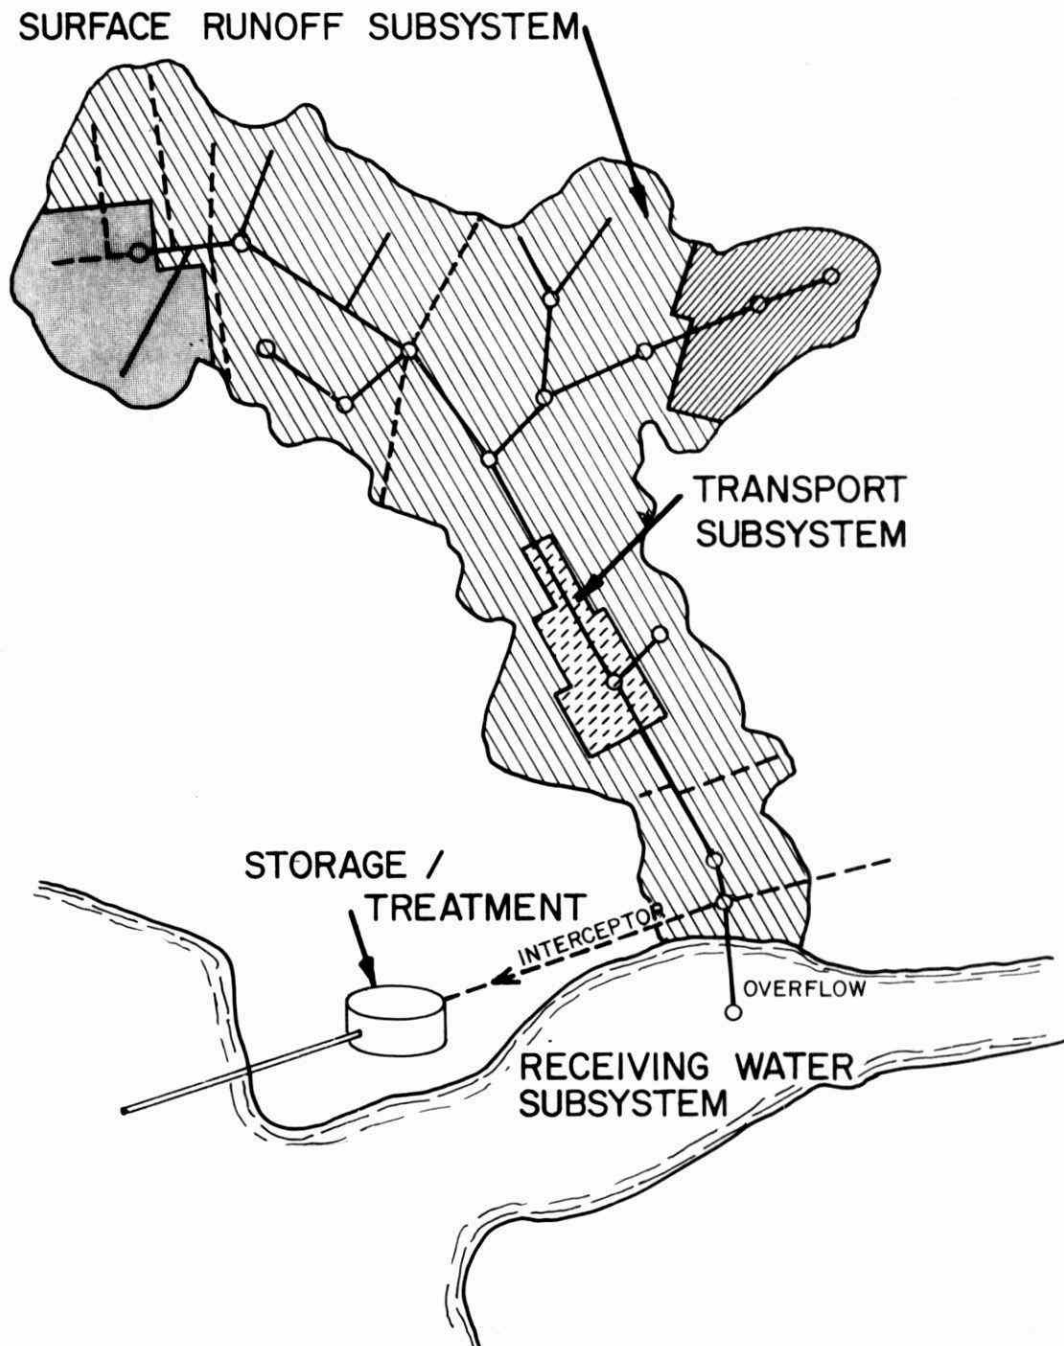 SURFACE RUNOFF SUBSYSTEM
TRANSPORT
SUBSYSTEM
STORAGE /
TREATMENT
INTERCEPTOR
OVERFLOW
RECEIVING WATER
SUBSYSTEM